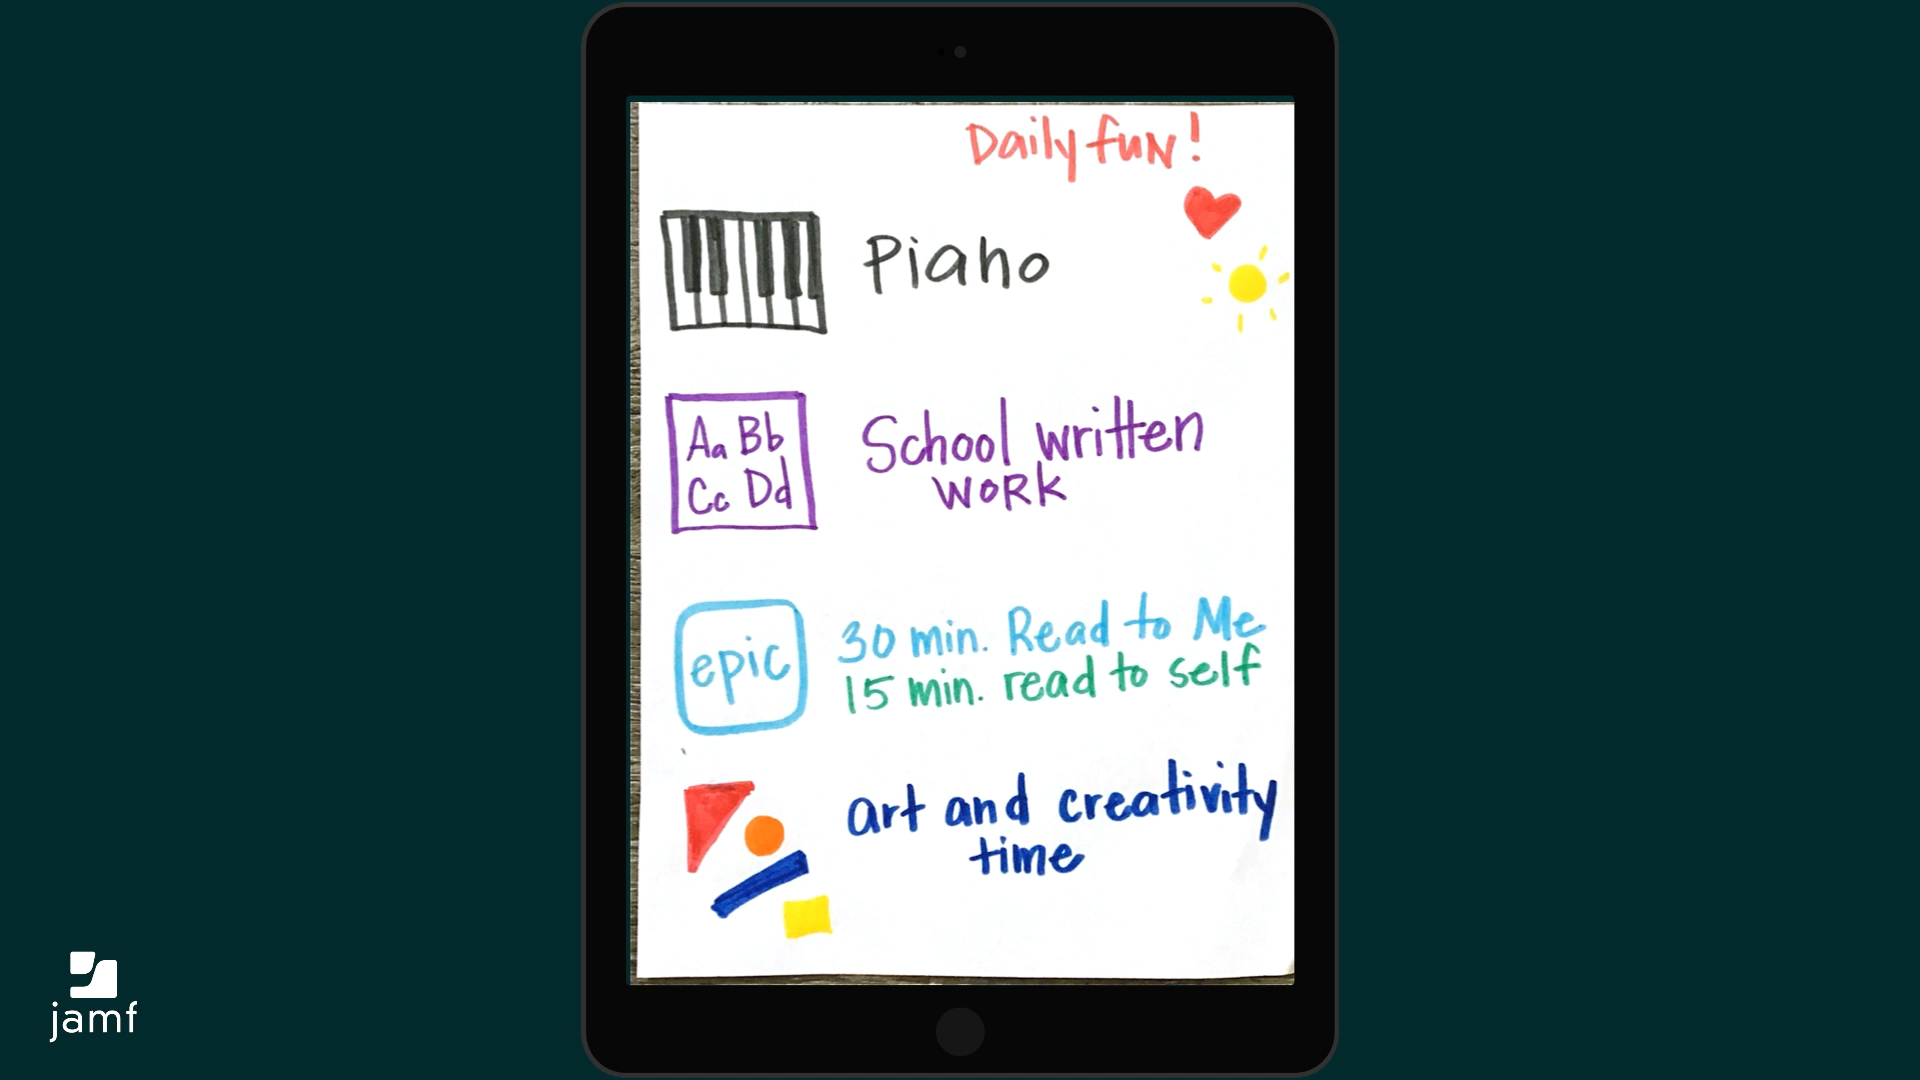 Daily fun!
Piano
Aa Bb
Cc Dd
School written
work
epic
30 min. Read to Me
15 min. read to self
art and creativity
time
jamf